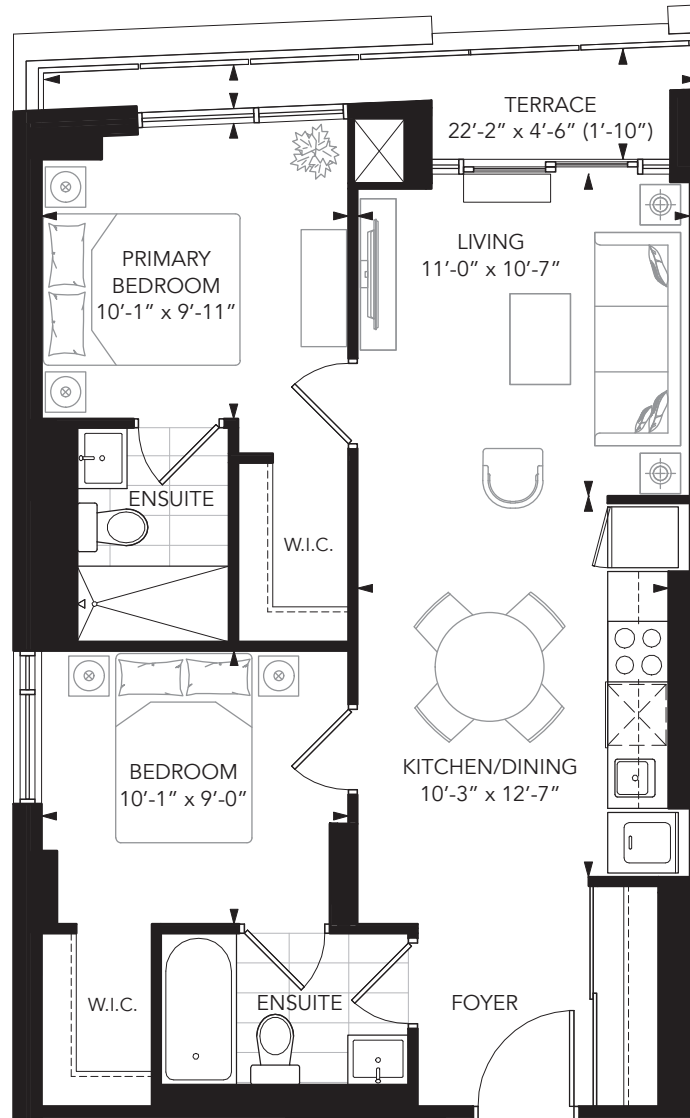 TERRACE
22'-2" x 4'-6" (1'-10")
LIVING
11'-0" x 10'-7"
PRIMARY
BEDROOM
10'-1" x 9'-11"
ENSUITE
W.I.C.
BEDROOM
10'-1" x 9'-0"
KITCHEN/DINING
10'-3" x 12'-7"
W.I.C.
ENSUITE
FOYER